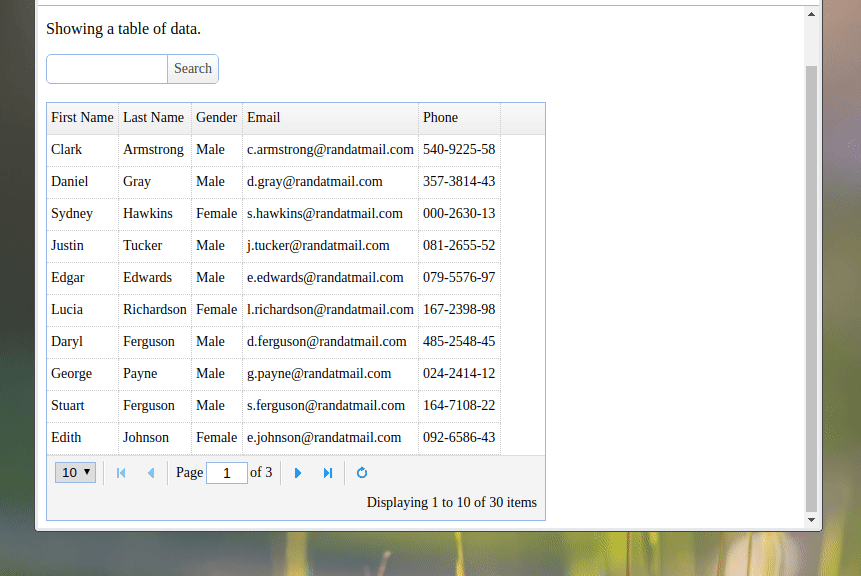 Showing a table of data.
Search
First Name Last Name Gender Email Phone
Clark Armstrong Male c.armstrong@randatmail.com 540-9225-58
Daniel Gray Male d.gray@randatmail.com 357-3814-43
Sydney Hawkins Female s.hawkins@randatmail.com 000-2630-13
Justin Tucker Male j.tucker@randatmail.com 081-2655-52
Edgar Edwards Male e.edwards@randatmail.com 079-5576-97
Lucia Richardson Female l.richardson@randatmail.com 167-2398-98
Daryl Ferguson Male d.ferguson@randatmail.com 485-2548-45
George Payne Male g.payne@randatmail.com 024-2414-12
Stuart Ferguson Male s.ferguson@randatmail.com 164-7108-22
Edith Johnson Female e.johnson@randatmail.com 092-6586-43
10 Page 1 of 3
Displaying 1 to 10 of 30 items